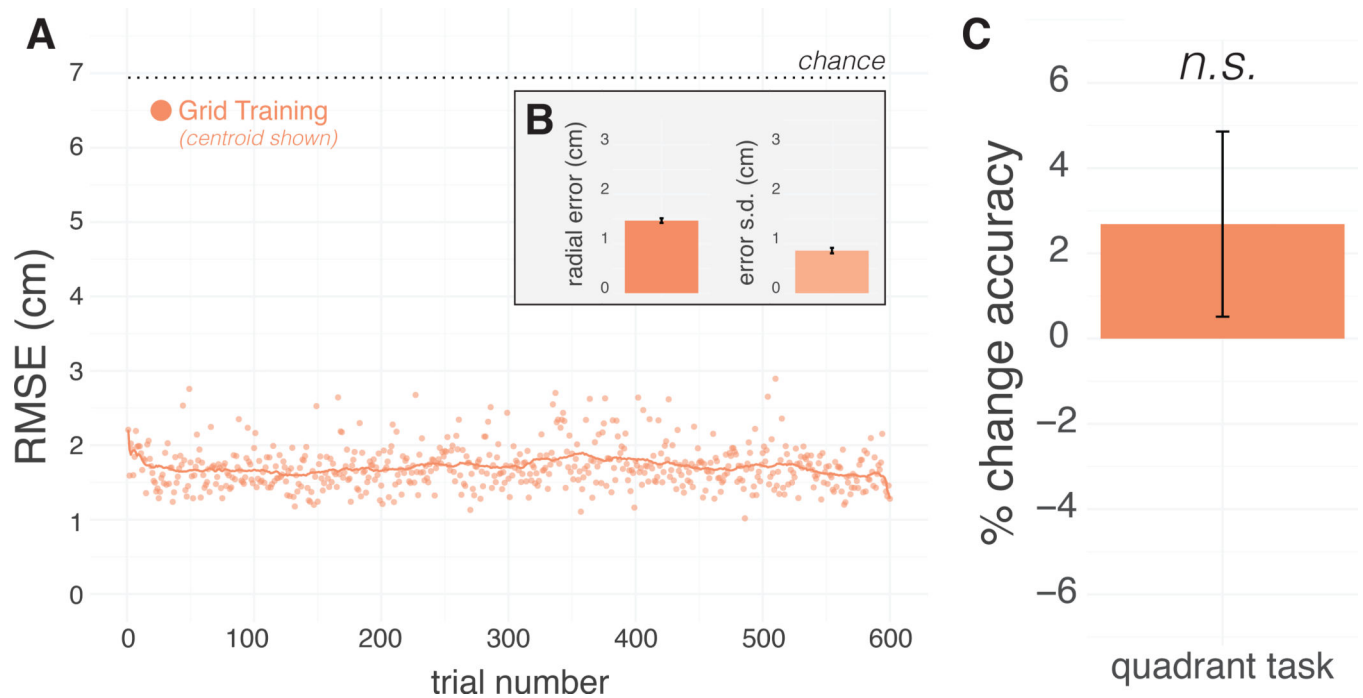 A
chance
7
Grid Training
(centroid shown)
6
5
4
3
2
1
0
RMSE (cm)
0 100 200 300 400 500 600
trial number
B
radial error (cm)
3
2
1
0
error s.d. (cm)
3
2
1
0
C
n.s.
6
4
2
0
−2
−4
−6
% change accuracy
quadrant task